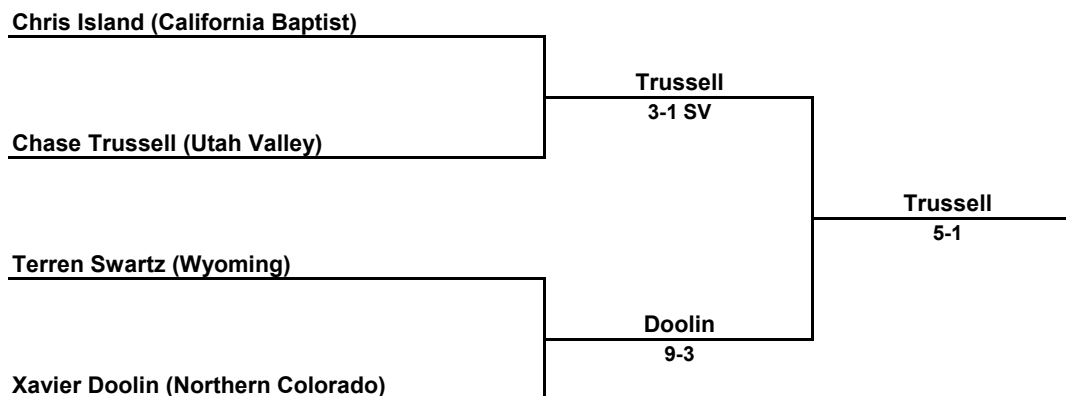 Chris Island (California Baptist)
Trussell
3-1 SV
Chase Trussell (Utah Valley)
Trussell
5-1
Terren Swartz (Wyoming)
Doolin
9-3
Xavier Doolin (Northern Colorado)